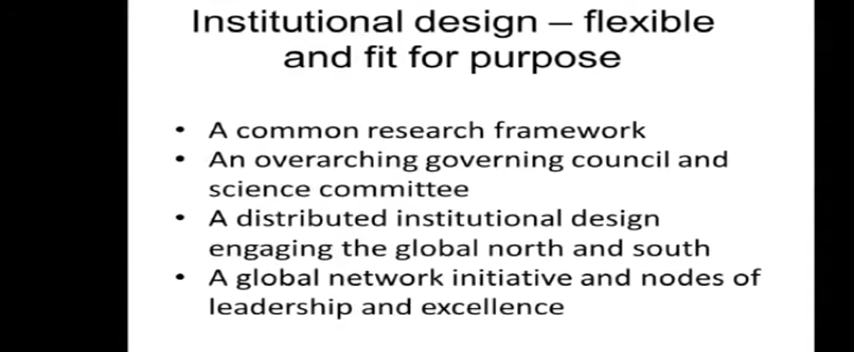 Institutional design – flexible
and fit for purpose
• A common research framework
• An overarching governing council and
science committee
• A distributed institutional design
engaging the global north and south
• A global network initiative and nodes of
leadership and excellence